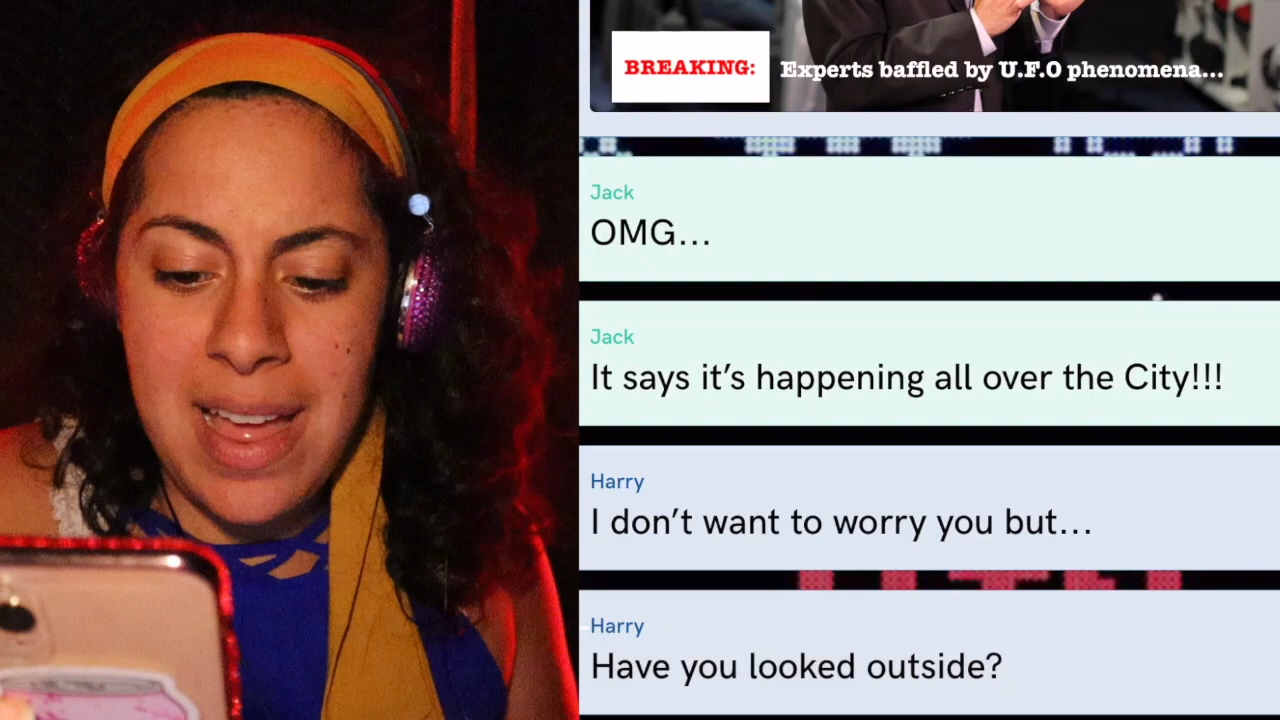 BREAKING: Experts baffled by U.F.O phenomena...
Jack
OMG...
Jack
It says it’s happening all over the City!!!
Harry
I don’t want to worry you but...
Harry
Have you looked outside?